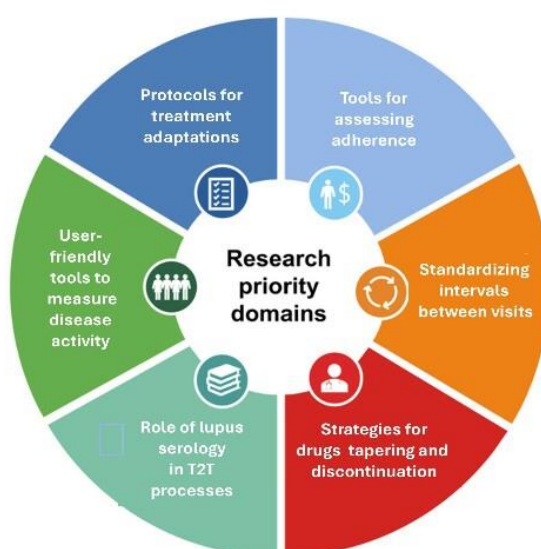 Protocols for
treatment
adaptations
Tools for
assessing
adherence
User-
friendly
tools to
measure
disease
activity
Research
priority
domains
Standardizing
intervals
between visits
Role of lupus
serology
in T2T
processes
Strategies for
drugs tapering and
discontinuation
$